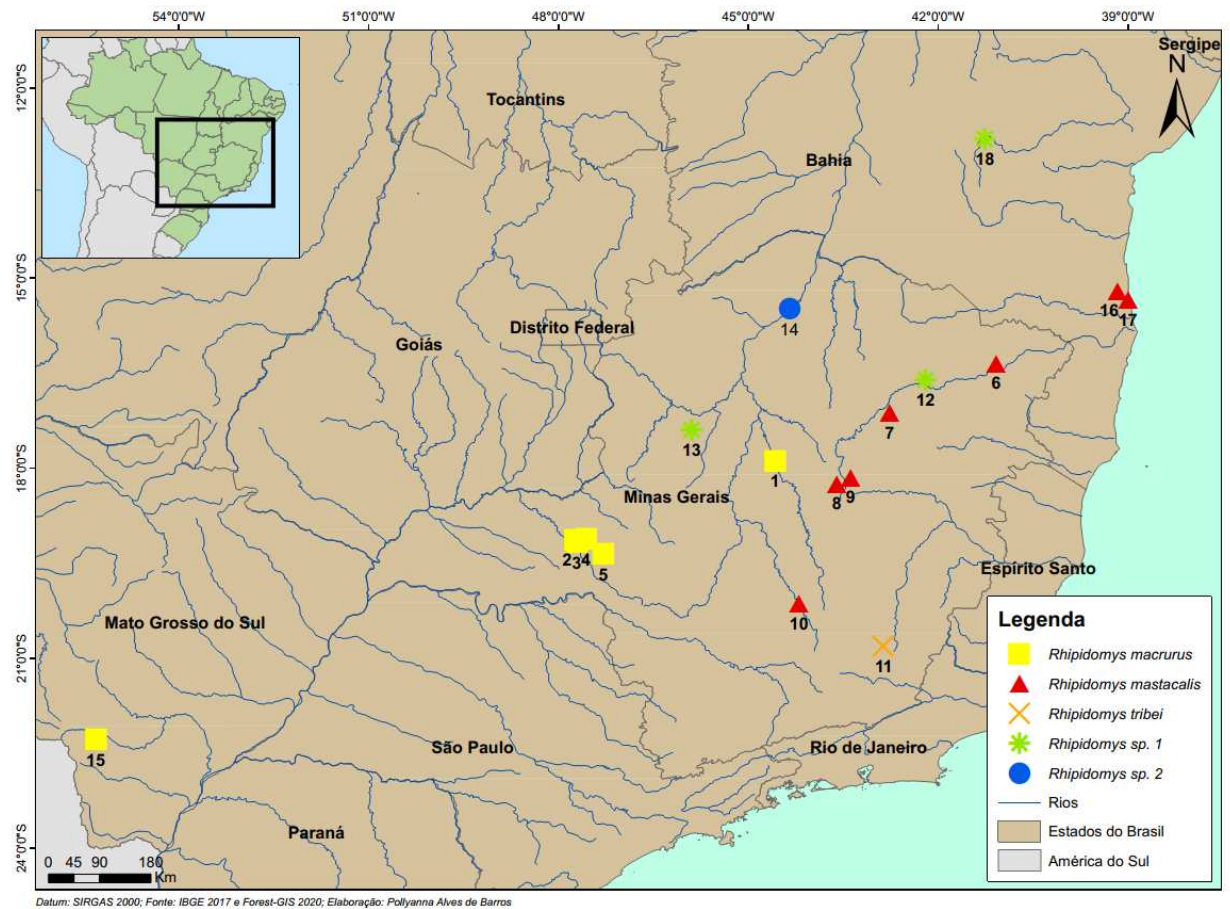 54°0'0"O 51°0'0"O 48°0'0"O 45°0'0"O 42°0'0"O 39°0'0"O
Sergipe
N
12°0'0"S
Tocantins
Bahia
18
15°0'0"S
16
17
Distrito Federal
14
Goiás
6
12
7
13
18°0'0"S
1
Minas Gerais
8
9
2
3
4
5
Espírito Santo
10
Mato Grosso do Sul
21°0'0"S
11
São Paulo
Rio de Janeiro
15
Paraná
24°0'0"S
0 45 90 180
Km
Legenda
Rhipidomys macrurus
Rhipidomys mastacalis
Rhipidomys tribei
Rhipidomys sp. 1
Rhipidomys sp. 2
Rios
Estados do Brasil
América do Sul
Datum: SIRGAS 2000; Fonte: IBGE 2017 e Forest-GIS 2020; Elaboração: Pollyanna Alves de Barros